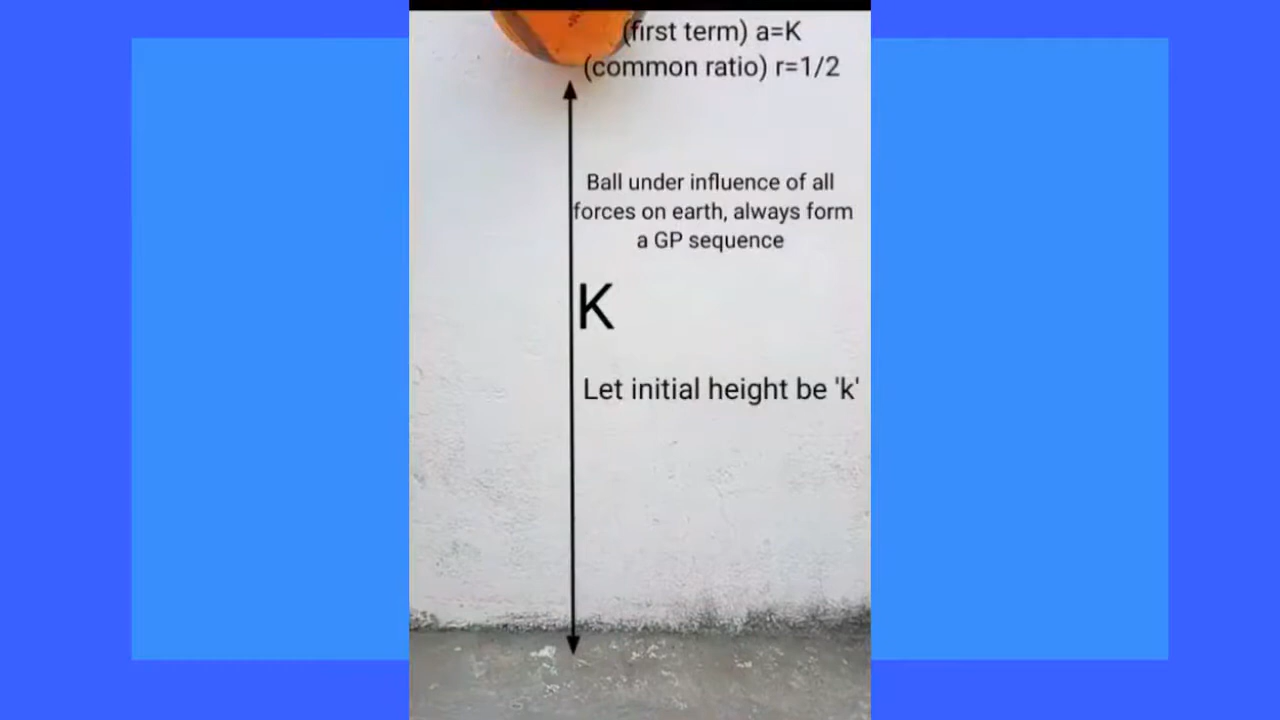 (first term) a=K
(common ratio) r=1/2
Ball under influence of all
forces on earth, always form
a GP sequence
K
Let initial height be 'k'